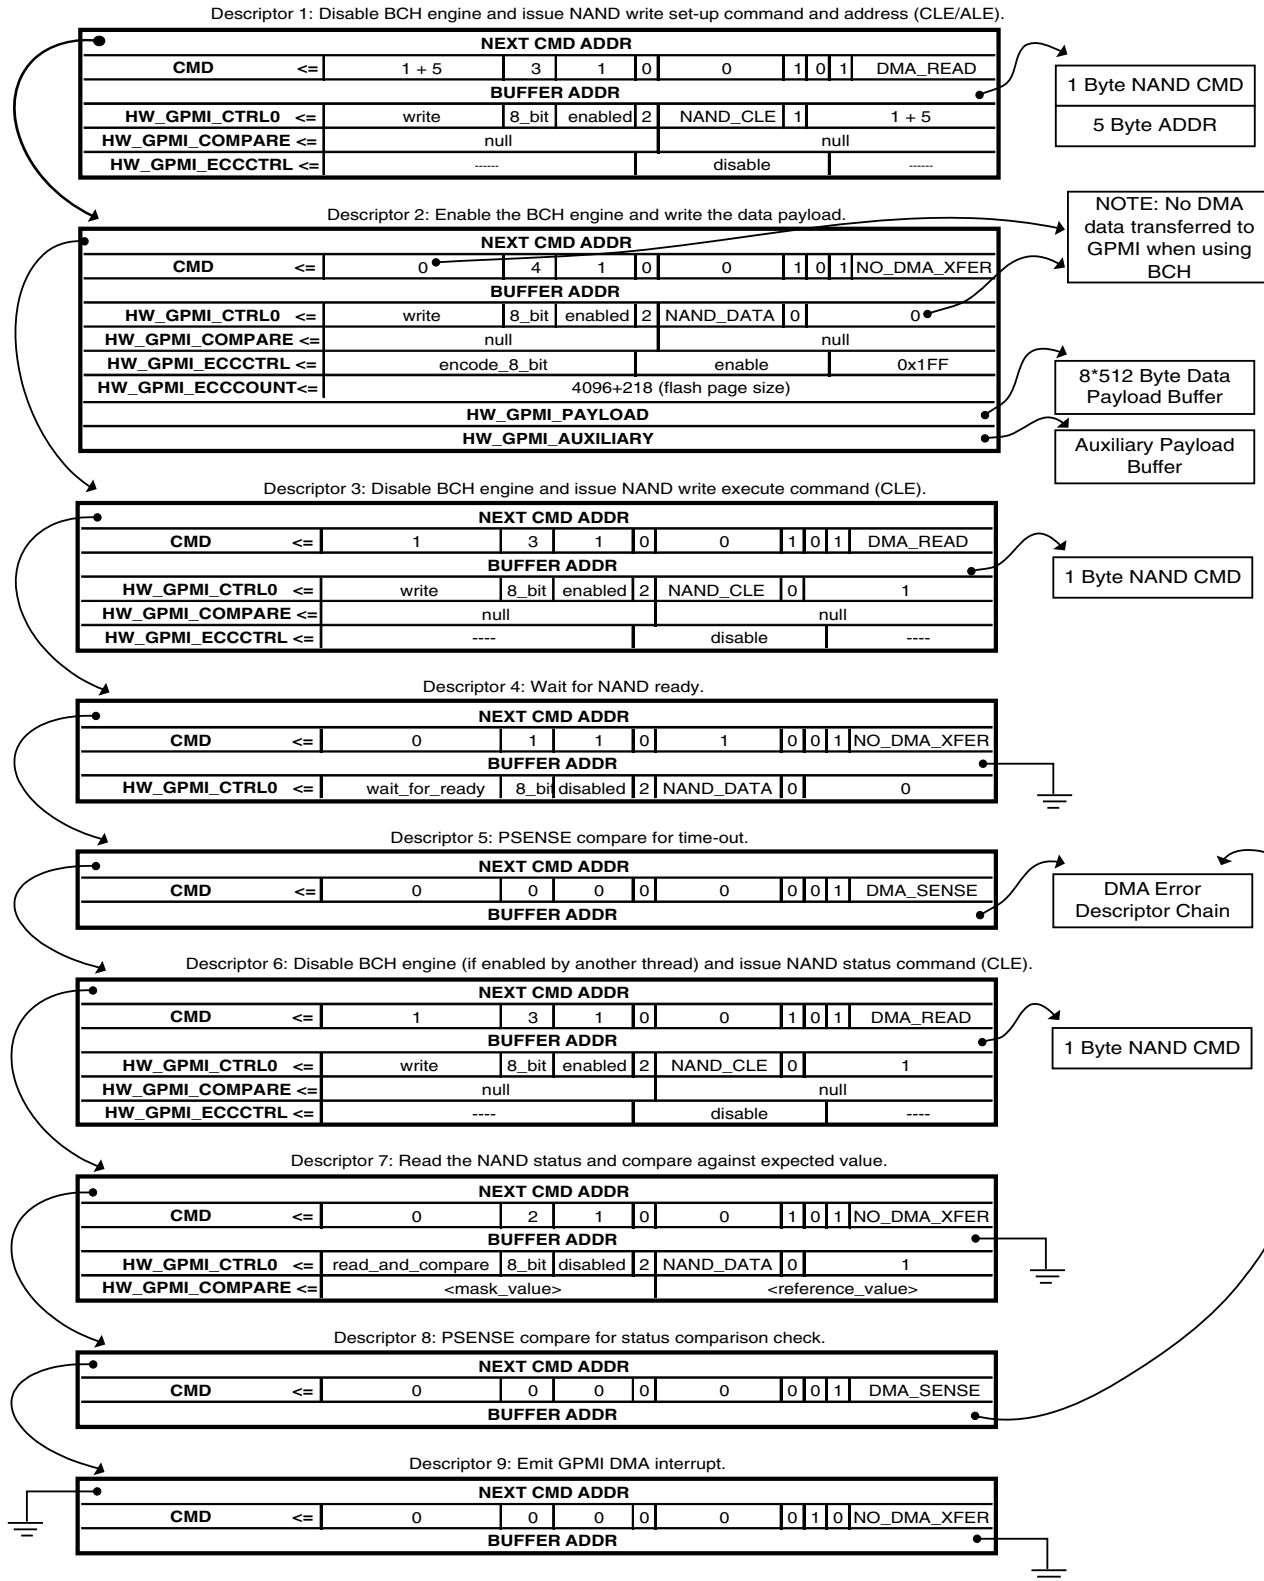 Descriptor 1: Disable BCH engine and issue NAND write set-up command and address (CLE/ALE).
NEXT CMD ADDR
CMD <= 1 + 5 3 1 0 0 1 0 1 DMA_READ
BUFFER ADDR
HW_GPMI_CTRL0 <= write 8_bit enabled 2 NAND_CLE 1 1 + 5
HW_GPMI_COMPARE <= null null
HW_GPMI_ECCCTRL <= ------ disable ------
1 Byte NAND CMD
5 Byte ADDR
Descriptor 2: Enable the BCH engine and write the data payload.
NEXT CMD ADDR
CMD <= 0 4 1 0 0 1 0 1 NO_DMA_XFER
BUFFER ADDR
HW_GPMI_CTRL0 <= write 8_bit enabled 2 NAND_DATA 0 0
HW_GPMI_COMPARE <= null null
HW_GPMI_ECCCTRL <= encode_8_bit enable 0x1FF
HW_GPMI_ECCCOUNT<= 4096+218 (flash page size)
HW_GPMI_PAYLOAD
HW_GPMI_AUXILIARY
NOTE: No DMA
data transferred to
GPMI when using
BCH
8*512 Byte Data
Payload Buffer
Auxiliary Payload
Buffer
Descriptor 3: Disable BCH engine and issue NAND write execute command (CLE).
NEXT CMD ADDR
CMD <= 1 3 1 0 0 1 0 1 DMA_READ
BUFFER ADDR
HW_GPMI_CTRL0 <= write 8_bit enabled 2 NAND_CLE 0 1
HW_GPMI_COMPARE <= null null
HW_GPMI_ECCCTRL <= ---- disable ----
1 Byte NAND CMD
Descriptor 4: Wait for NAND ready.
NEXT CMD ADDR
CMD <= 0 1 1 0 1 0 0 1 NO_DMA_XFER
BUFFER ADDR
HW_GPMI_CTRL0 <= wait_for_ready 8_bit disabled 2 NAND_DATA 0 0
Descriptor 5: PSENSE compare for time-out.
NEXT CMD ADDR
CMD <= 0 0 0 0 0 0 0 1 DMA_SENSE
BUFFER ADDR
DMA Error
Descriptor Chain
Descriptor 6: Disable BCH engine (if enabled by another thread) and issue NAND status command (CLE).
NEXT CMD ADDR
CMD <= 1 3 1 0 0 1 0 1 DMA_READ
BUFFER ADDR
HW_GPMI_CTRL0 <= write 8_bit enabled 2 NAND_CLE 0 1
HW_GPMI_COMPARE <= null null
HW_GPMI_ECCCTRL <= ---- disable ----
1 Byte NAND CMD
Descriptor 7: Read the NAND status and compare against expected value.
NEXT CMD ADDR
CMD <= 0 2 1 0 0 1 0 1 NO_DMA_XFER
BUFFER ADDR
HW_GPMI_CTRL0 <= read_and_compare 8_bit disabled 2 NAND_DATA 0 1
HW_GPMI_COMPARE <= <mask_value> <reference_value>
Descriptor 8: PSENSE compare for status comparison check.
NEXT CMD ADDR
CMD <= 0 0 0 0 0 0 0 1 DMA_SENSE
BUFFER ADDR
Descriptor 9: Emit GPMI DMA interrupt.
NEXT CMD ADDR
CMD <= 0 0 0 0 0 0 1 0 NO_DMA_XFER
BUFFER ADDR